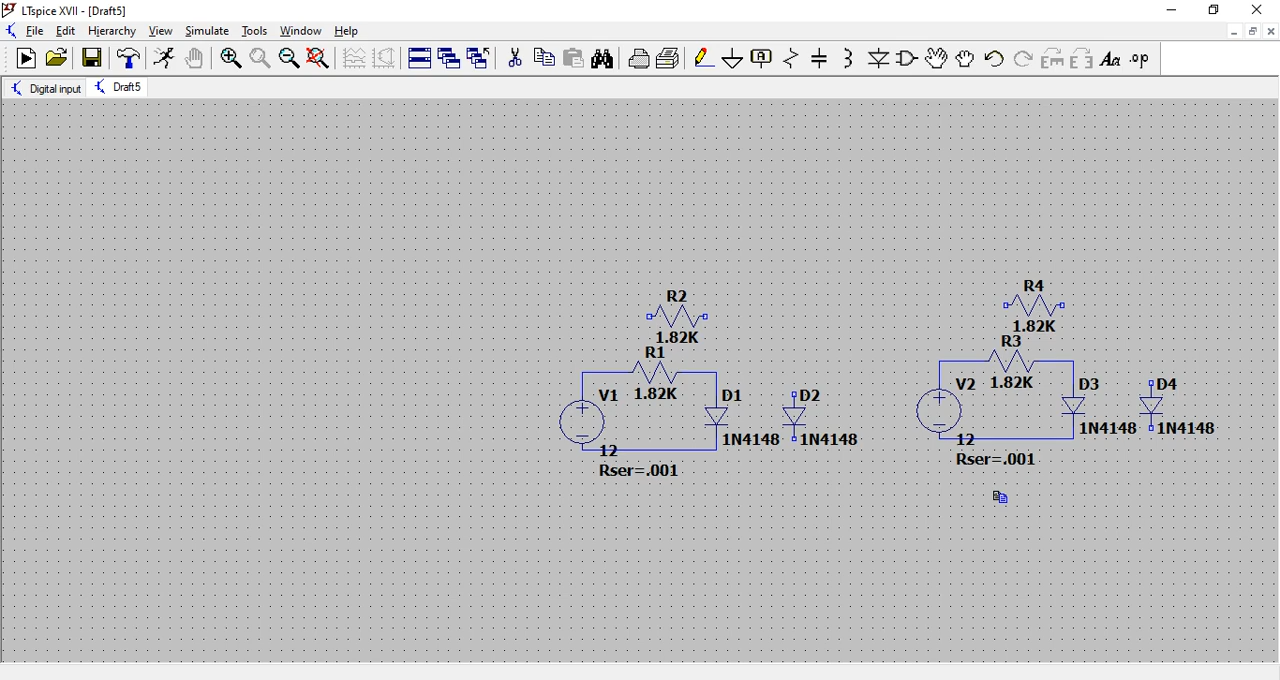 LTspice XVII - [Draft5]
File Edit Hierarchy View Simulate Tools Window Help
Aa .op
Digital input Draft5
R4
R2
1.82K
1.82K
R3
R1
V1 1.82K D1 D2
V2 1.82K D3 D4
1N4148 1N4148
1N4148 1N4148
12
Rser=.001
12
Rser=.001